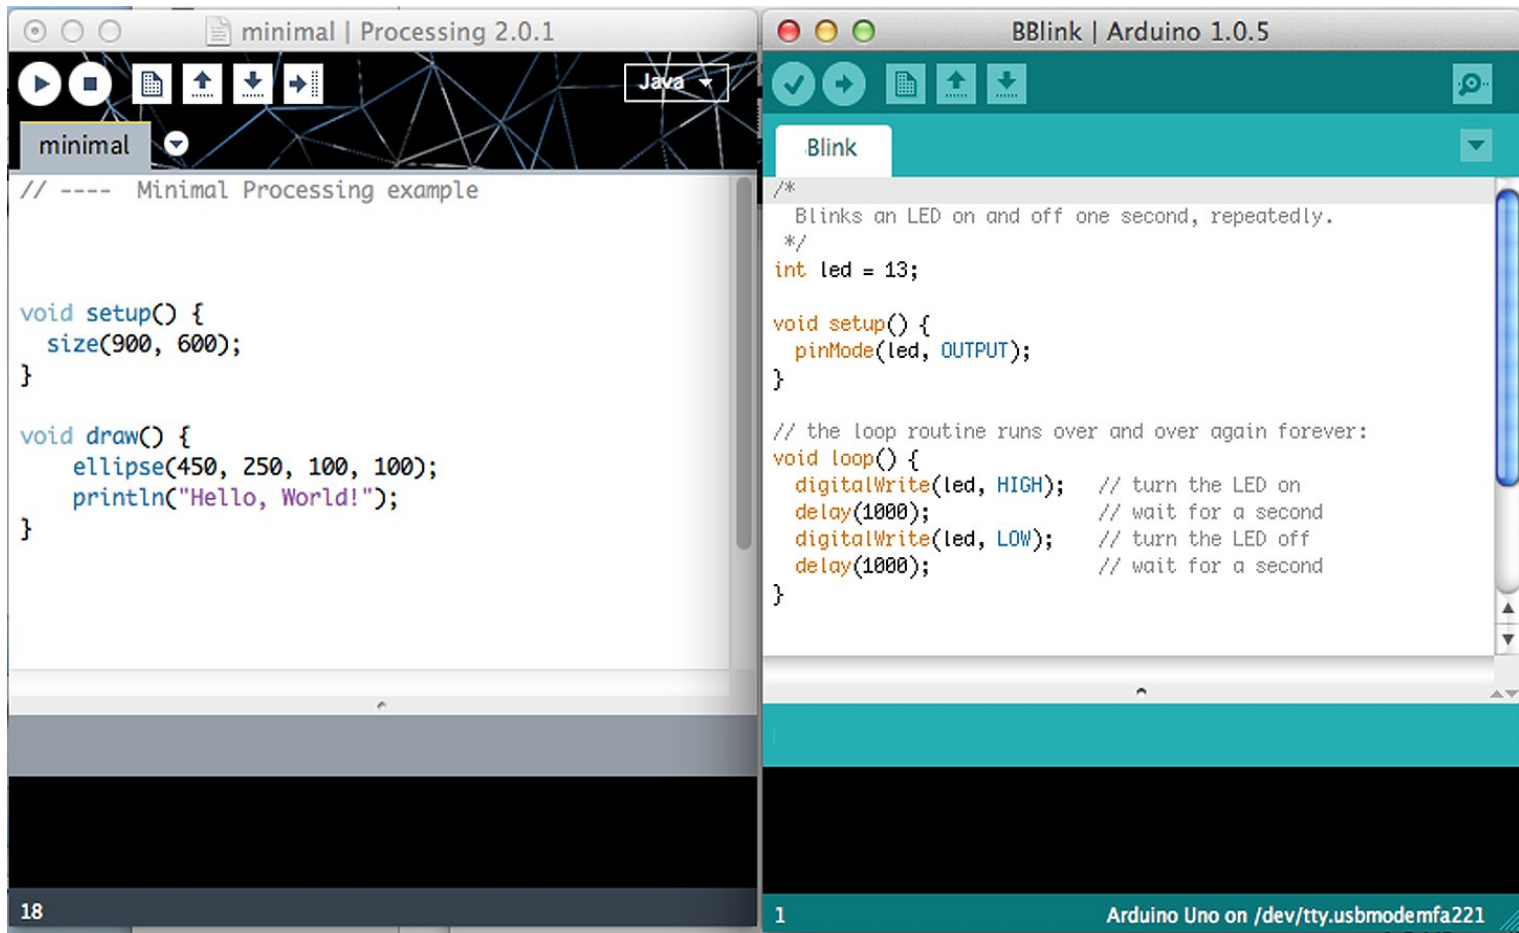 minimal | Processing 2.0.1
Java
minimal
// ----  Minimal Processing example
void setup() {
  size(900, 600);
}
void draw() {
    ellipse(450, 250, 100, 100);
    println("Hello, World!");
}
18
BBlink | Arduino 1.0.5
Blink
/*
  Blinks an LED on and off one second, repeatedly.
 */
int led = 13;
void setup() {
  pinMode(led, OUTPUT);
}
// the loop routine runs over and over again forever:
void loop() {
  digitalWrite(led, HIGH);   // turn the LED on
  delay(1000);               // wait for a second
  digitalWrite(led, LOW);    // turn the LED off
  delay(1000);               // wait for a second
}
1
Arduino Uno on /dev/tty.usbmodemfa221